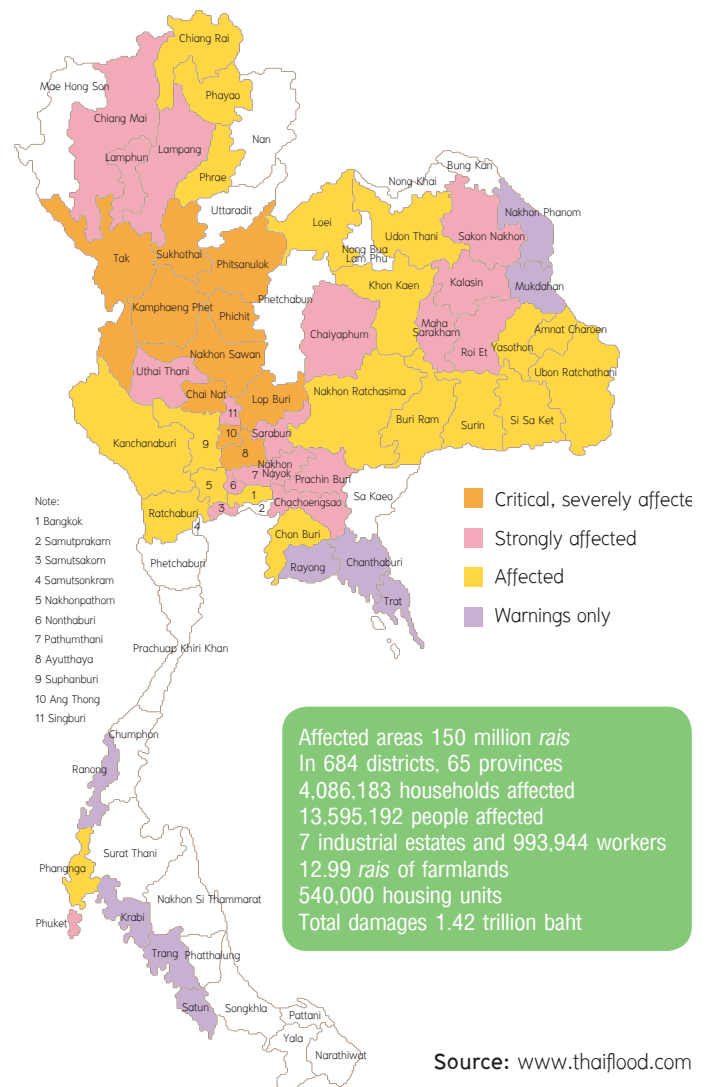 Chiang Rai
Mae Hong Son
Phayao
Chiang Mai
Nan
Lampang
Lamphun
Phrae
Bung Kan
Nong Khai
Uttaradit
Nakhon Phanom
Loei
Udon Thani
Sakon Nakhon
Tak
Sukhothai
Phitsanulok
Nong Bua
Lam Phu
Khon Kaen
Kalasin
Mukdahan
Phetchabun
Kamphaeng Phet
Phichit
Chaiyaphum
Maha
Sarakham
Roi Et
Amnat Charoen
Yasothon
Nakhon Sawan
Uthai Thani
Ubon Ratchathani
Chai Nat
Lop Buri
Nakhon Ratchasima
11
Buri Ram
Surin
Si Sa Ket
Kanchanaburi
9
10
Saraburi
8
Nakhon
Nayok
7
Prachin Buri
5
6
1
Sa Kaeo
Ratchaburi
4
3
2
Chachoengsao
Chon Buri
Phetchaburi
Rayong
Chanthaburi
Trat
Note:
1 Bangkok
2 Samutprakarn
3 Samutsakorn
4 Samutsonkram
5 Nakhonpathom
6 Nonthaburi
7 Pathumthani
8 Ayutthaya
9 Suphanburi
10 Ang Thong
11 Singburi
Critical, severely affecte
Strongly affected
Affected
Warnings only
Prachuap Khiri Khan
Chumphon
Ranong
Surat Thani
Phangnga
Nakhon Si Thammarat
Phuket
Krabi
Trang
Phatthalung
Satun
Songkhla
Pattani
Yala
Narathiwat
Affected areas 150 million rais
In 684 districts, 65 provinces
4,086,183 households affected
13,595,192 people affected
7 industrial estates and 993,944 workers
12.99 rais of farmlands
540,000 housing units
Total damages 1.42 trillion baht
Source: www.thaiflood.com